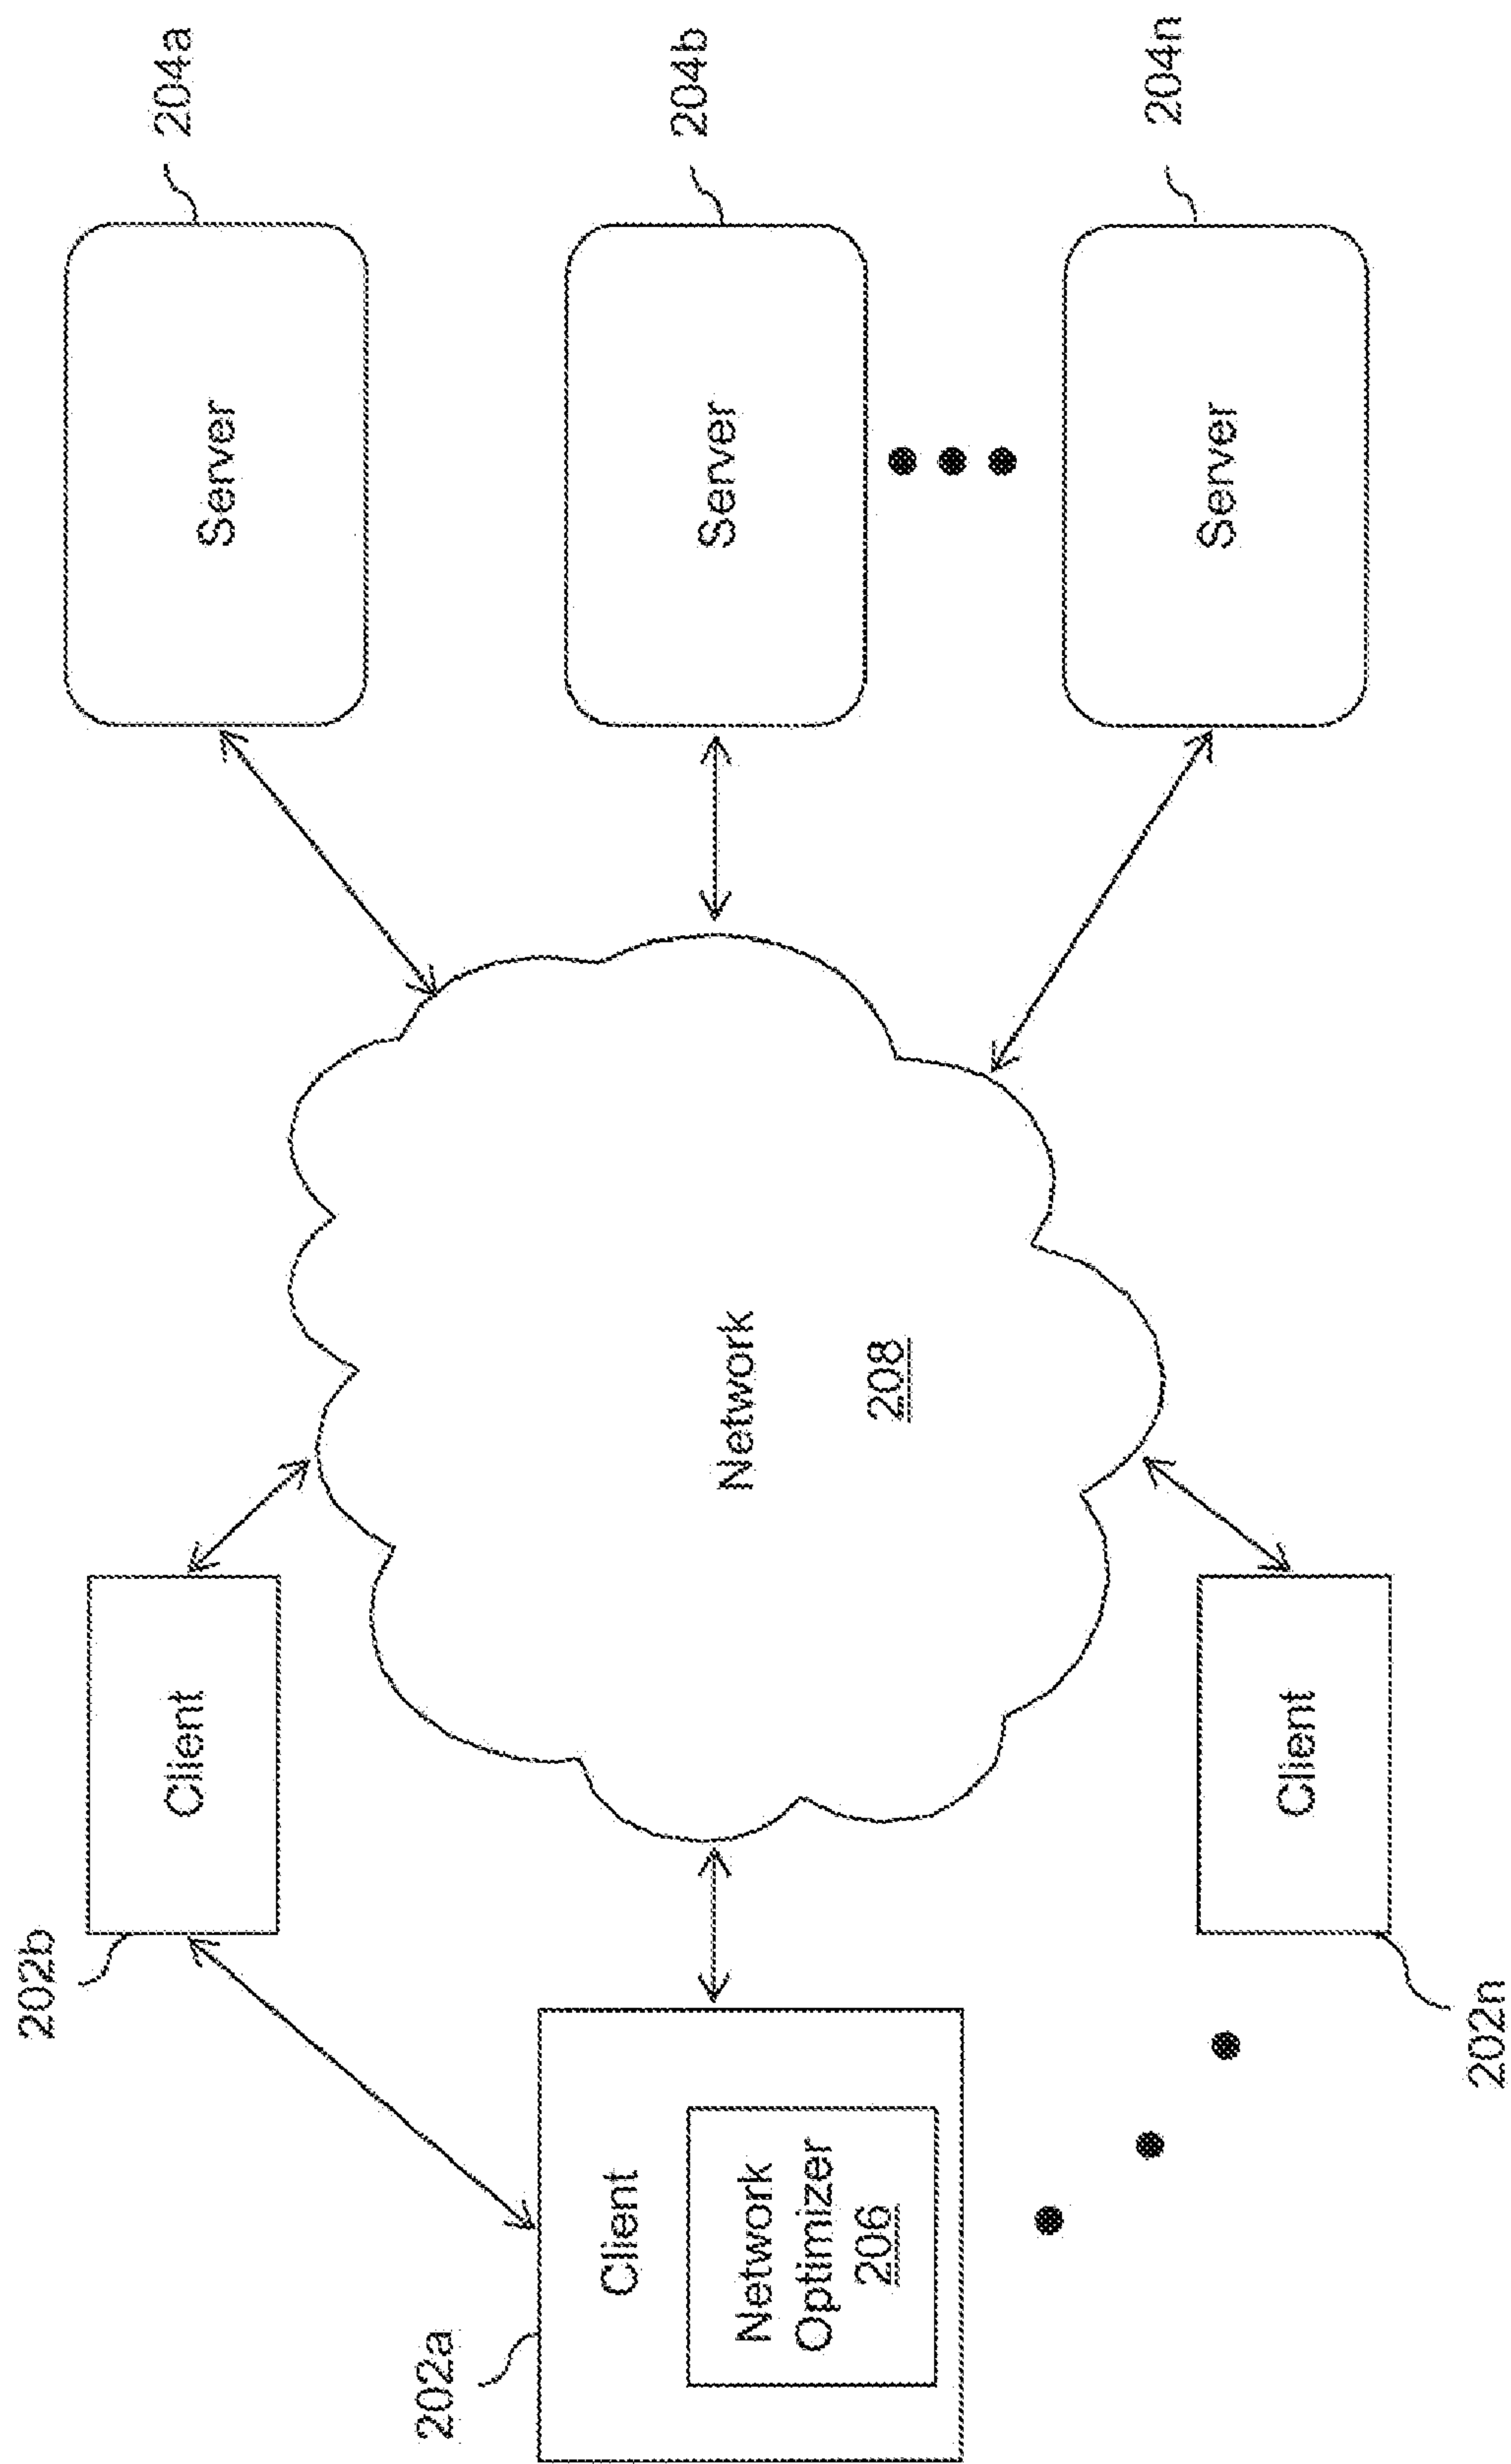 202b
Client
202a
Client
Network
Optimizer
206
Network
208
Client
202n
Server
204a
Server
204b
Server
204n